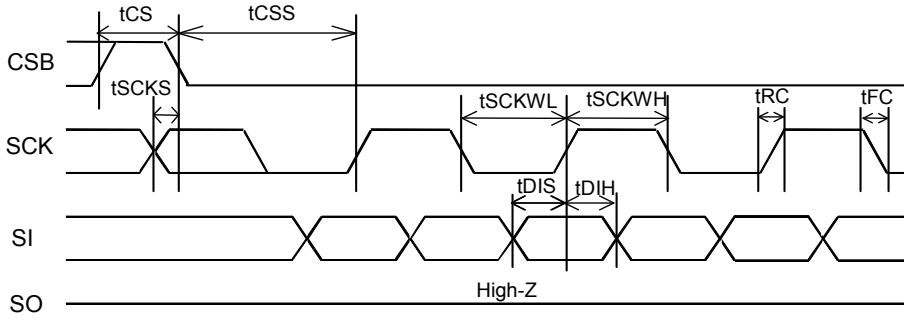 tCS tCSS
CSB
tSCKS tSCKWL tSCKWH tRC tFC
SCK
tDIS tDIH
SI
High-Z
SO